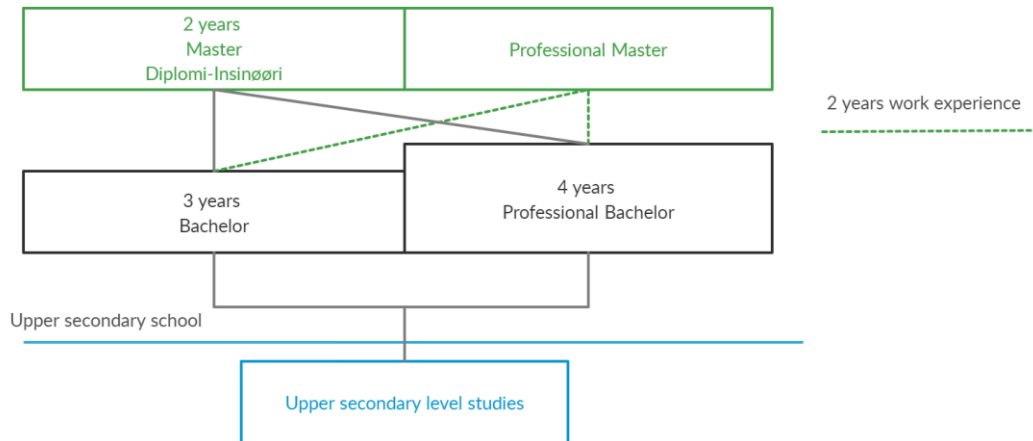 2 years
Master
Diplomi-Insinøøri
Professional Master
2 years work experience
3 years
Bachelor
4 years
Professional Bachelor
Upper secondary school
Upper secondary level studies